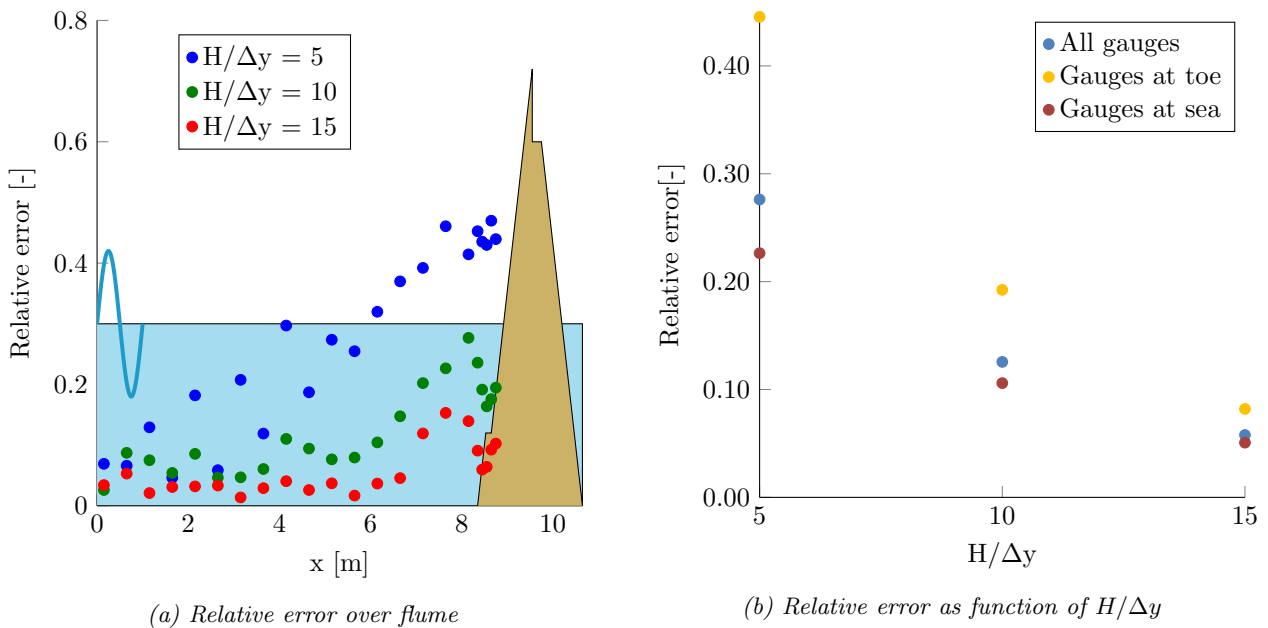 0.8
0.6
0.4
0.2
0
Relative error [-]
H/Δy = 5
H/Δy = 10
H/Δy = 15
0 2 4 6 8 10
x [m]
(a) Relative error over flume
0.40
0.30
0.20
0.10
0.00
Relative error[-]
All gauges
Gauges at toe
Gauges at sea
5 10 15
H/Δy
(b) Relative error as function of H/Δy